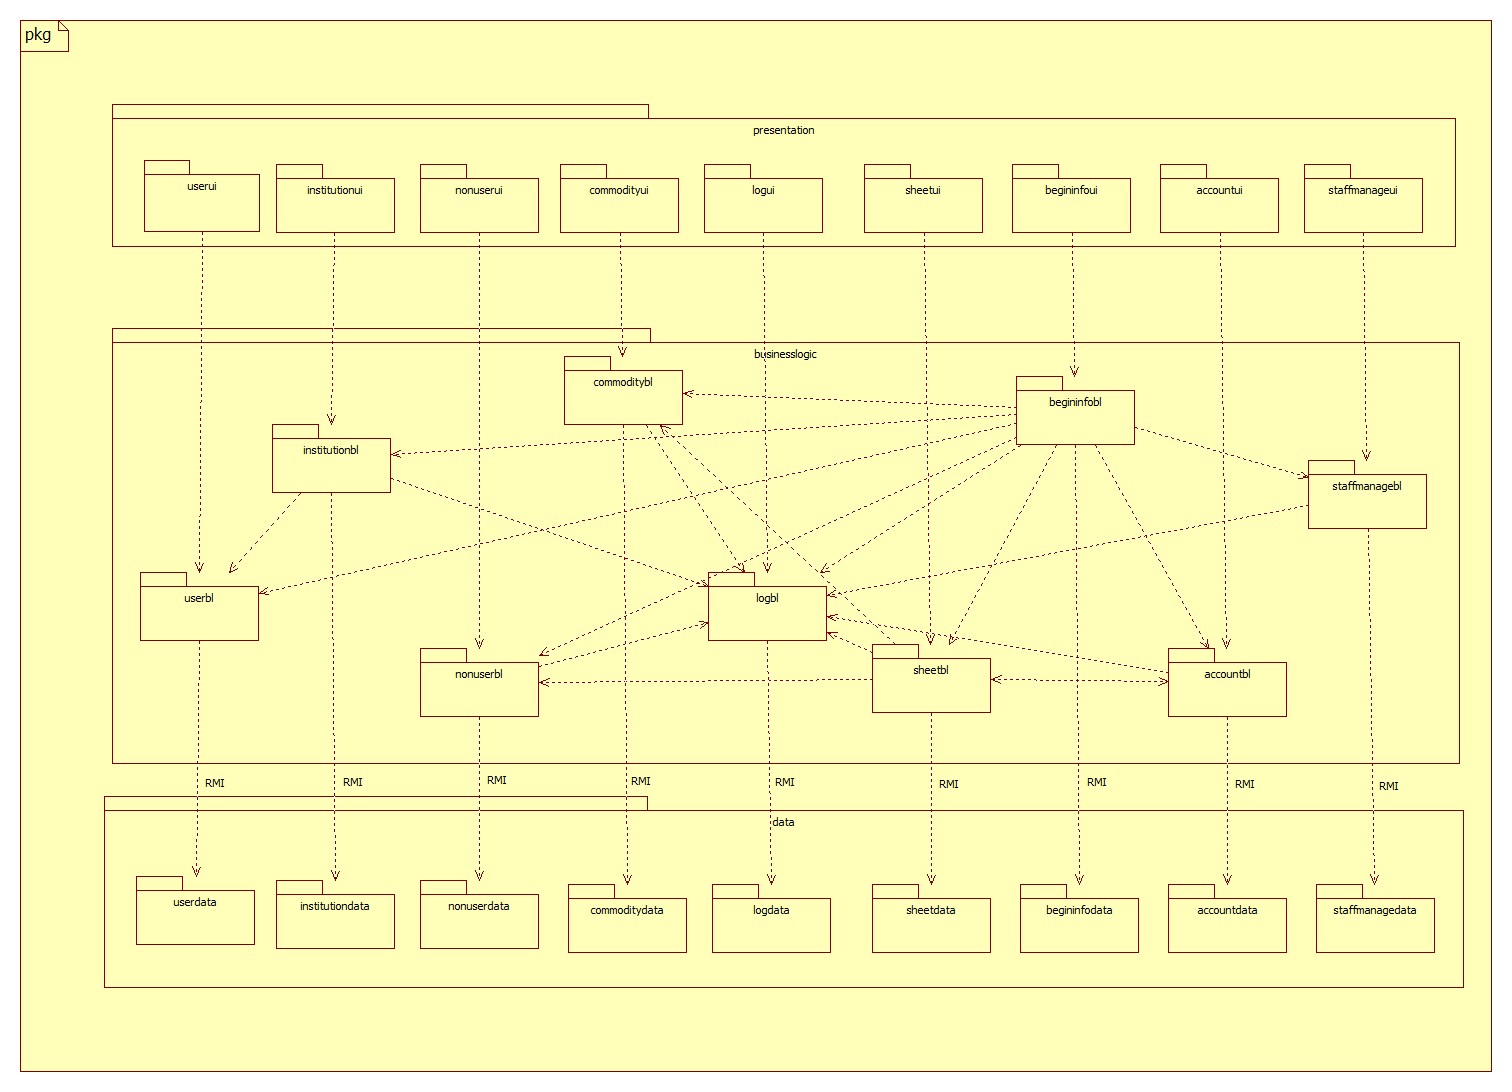 pkg
presentation
userui
institutionui
nonuserui
commodityui
logui
sheetui
begininfoui
accountui
staffmanageui
businesslogic
commoditybl
begininfobl
institutionbl
staffmanagebl
userbl
logbl
nonuserbl
sheetbl
accountbl
RMI
RMI
RMI
RMI
RMI
RMI
RMI
RMI
RMI
data
userdata
institutiondata
nonuserdata
commoditydata
logdata
sheetdata
begininfodata
accountdata
staffmanagedata